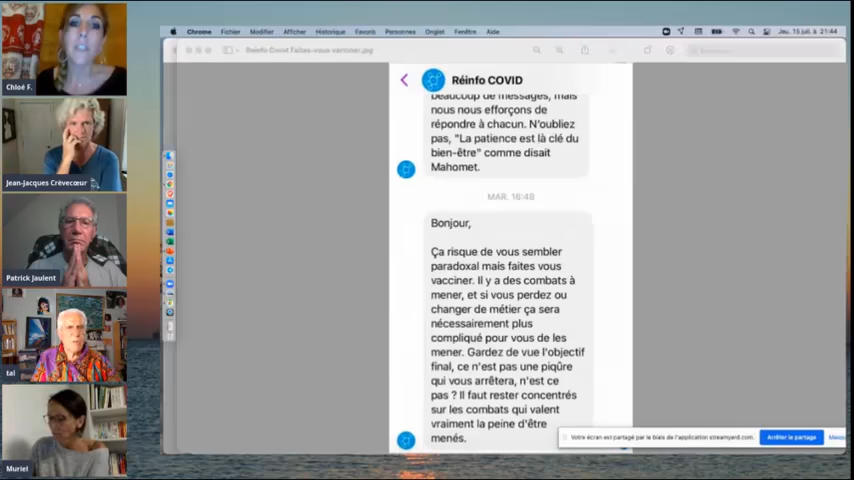 Chrome Fichier Modifier Afficher Historique Favoris Personnes Onglet Fenêtre Aide
Jeu. 15 juil. à 21:44
Réinfo Covid Faites-vous vacciner.jpg
Chloé F.
Jean-Jacques Crèvecœur
Patrick Jaulent
tal
Muriel
Réinfo COVID
beaucoup de messages, mais
nous nous efforçons de
répondre à chacun. N'oubliez
pas, "La patience est là clé du
bien-être" comme disait
Mahomet.
MAR. 16:48
Bonjour,
Ça risque de vous sembler
paradoxal mais faites vous
vacciner. Il y a des combats à
mener, et si vous perdez ou
changer de métier ça sera
nécessairement plus
compliqué pour vous de les
mener. Gardez de vue l'objectif
final, ce n'est pas une piqûre
qui vous arrêtera, n'est ce
pas ? Il faut rester concentrés
sur les combats qui valent
vraiment la peine d'être
menés.
Votre écran est partagé par le biais de l'application streamyard.com.
Arrêter le partage